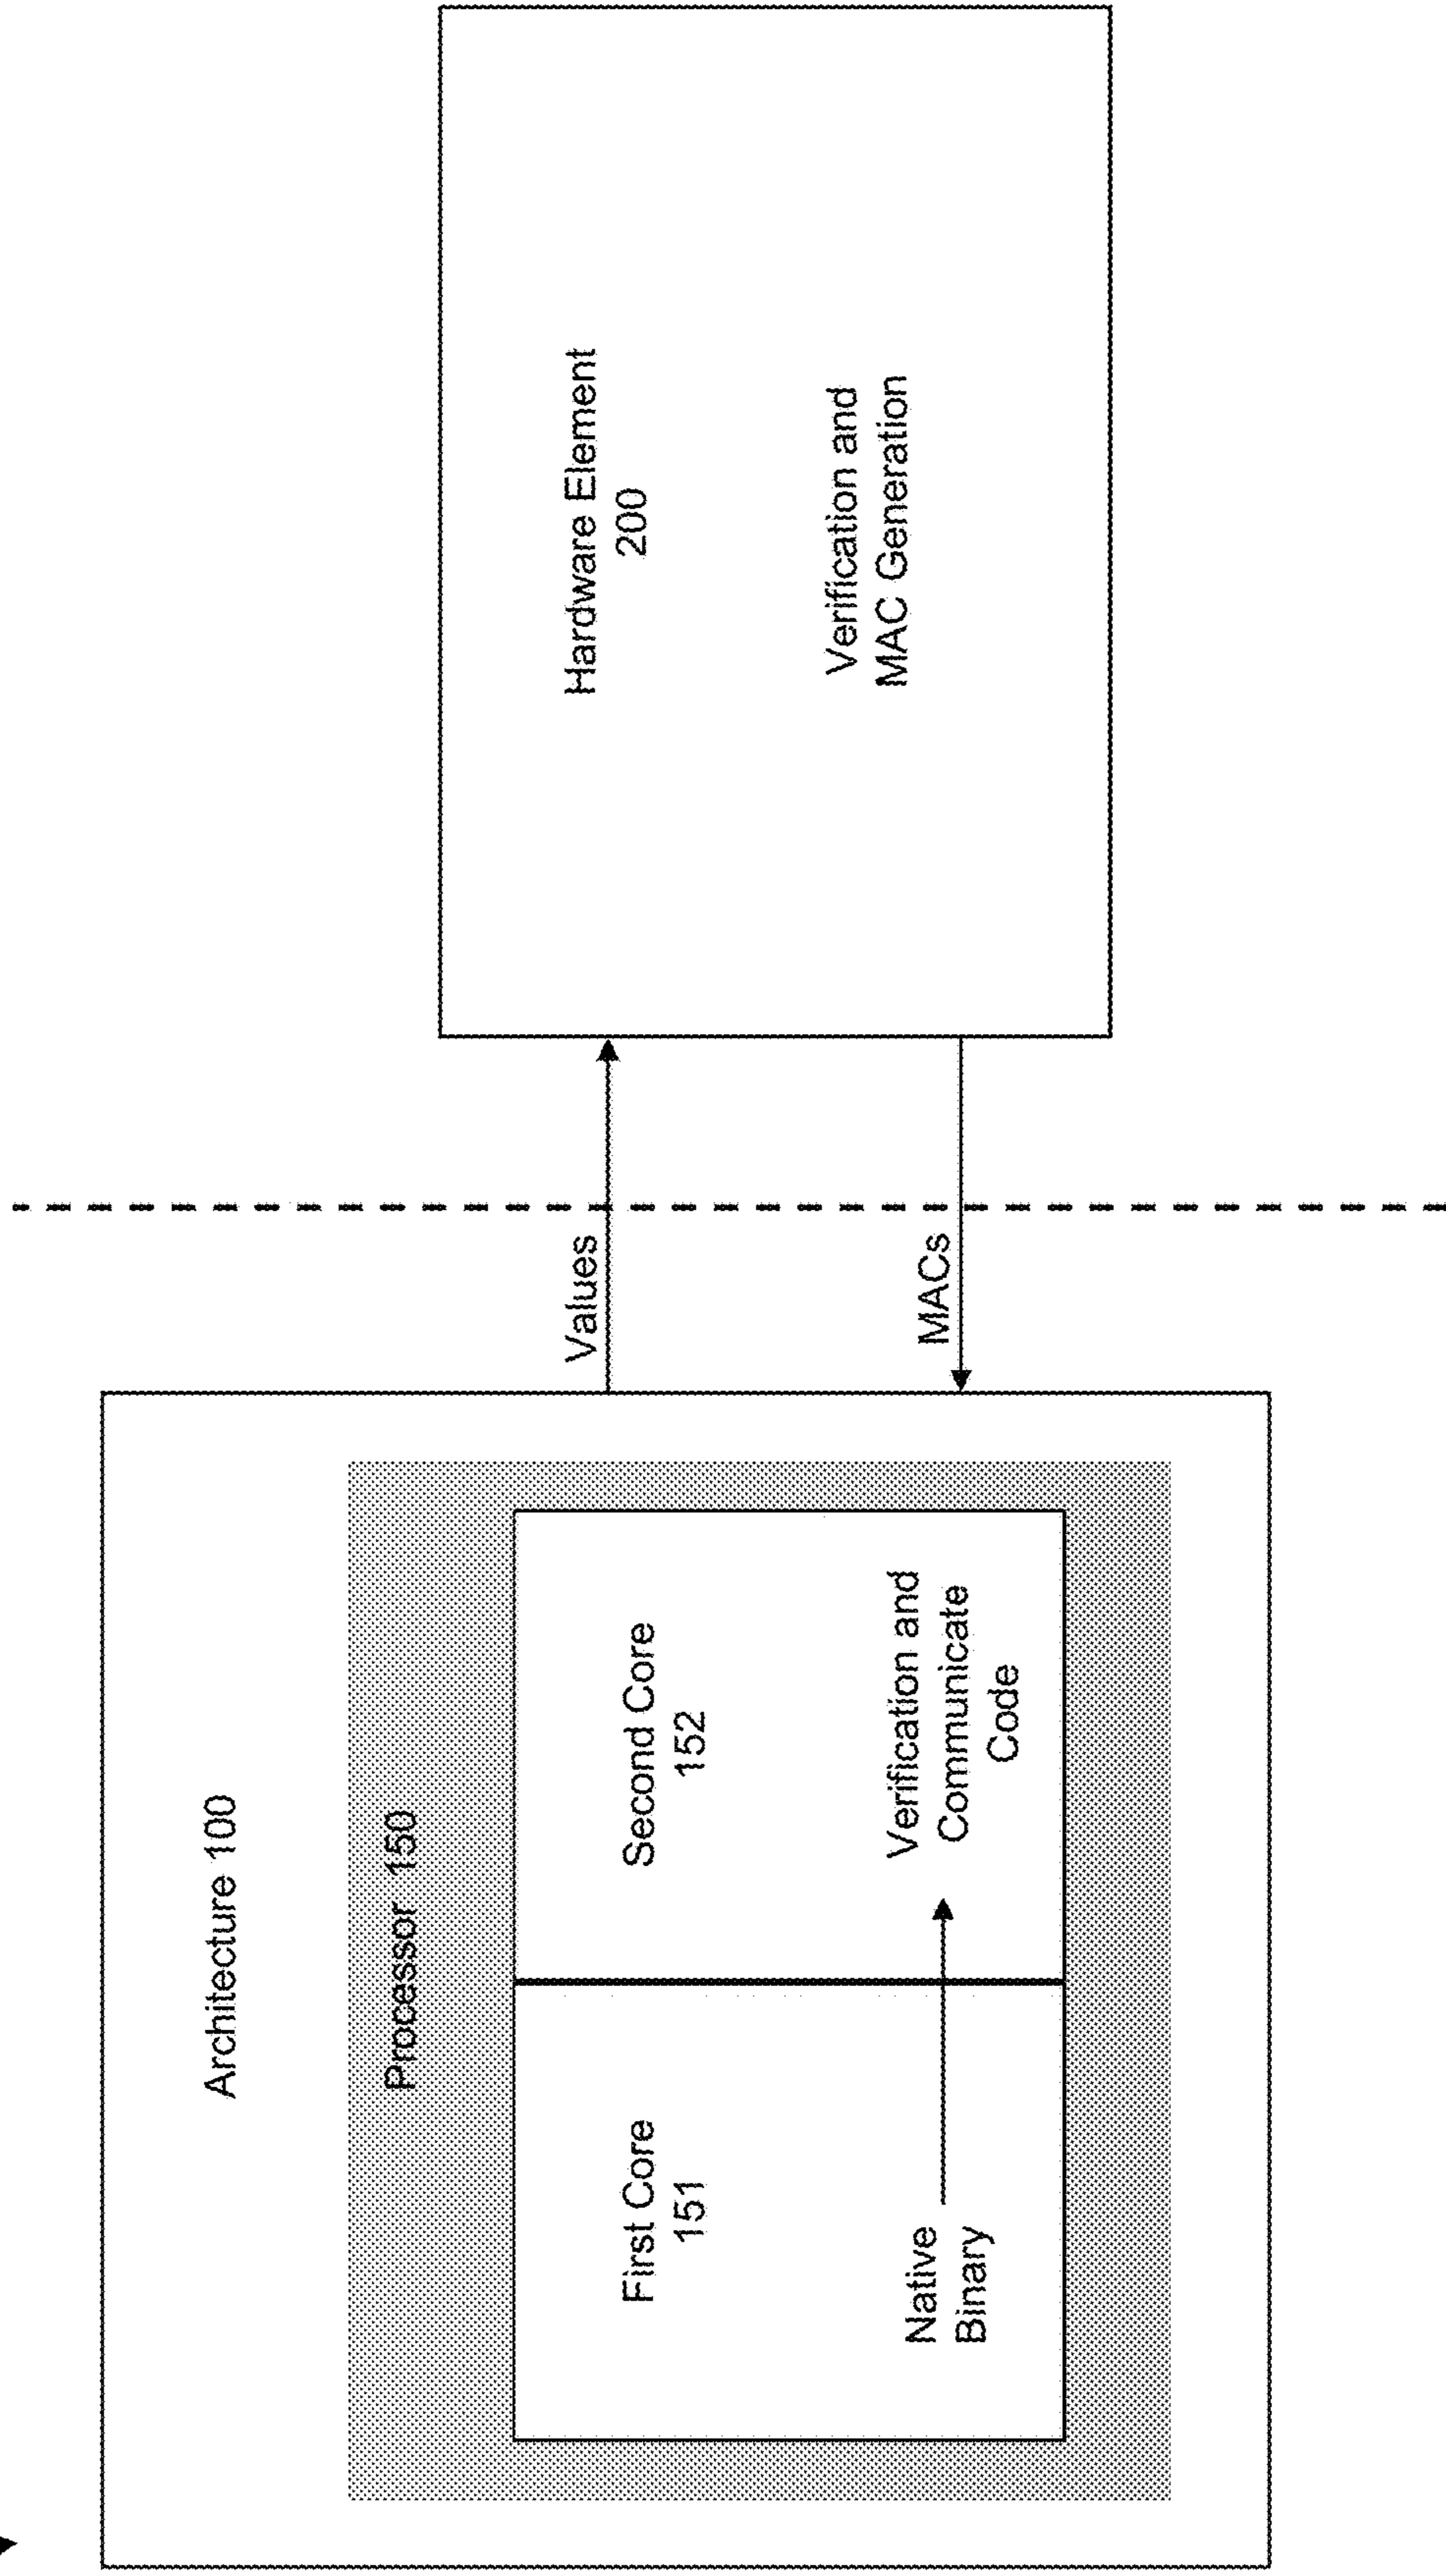 Architecture 100
Processor 150
First Core
151
Native
Binary
Second Core
152
Verification and
Communicate
Code
Values
MACs
Hardware Element
200
Verification and
MAC Generation